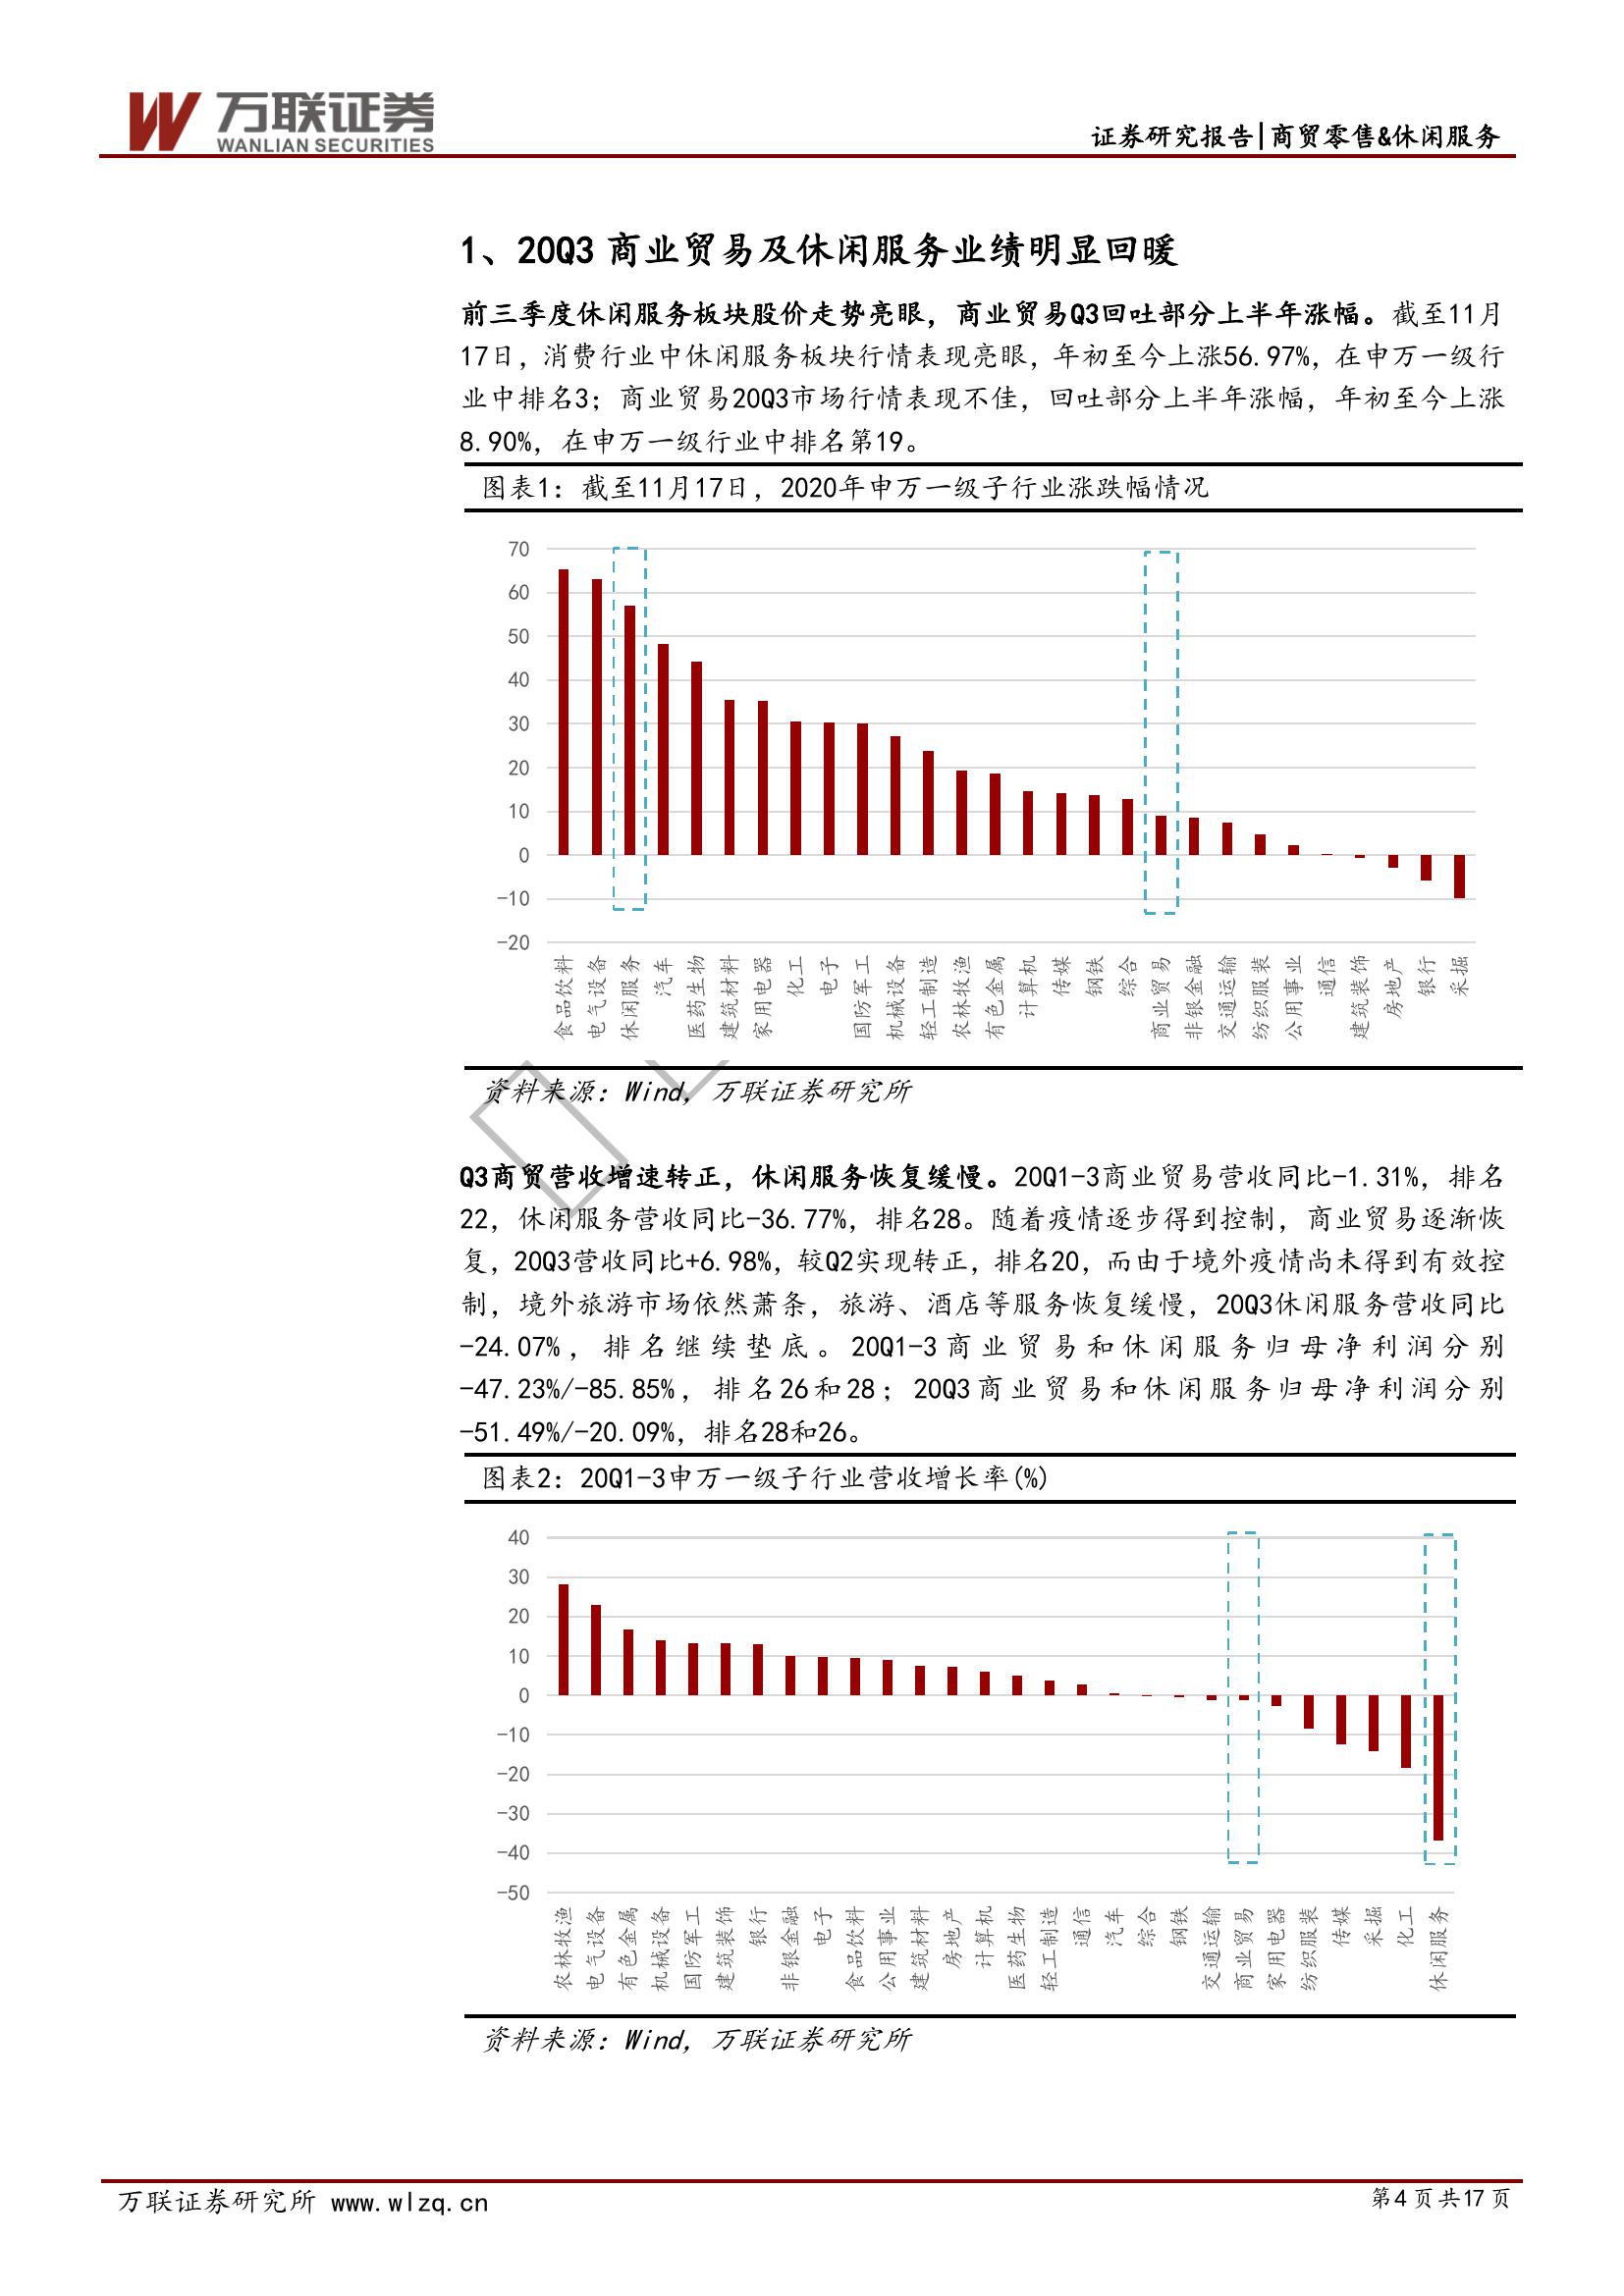 万联证券
WANLIAN SECURITIES
证券研究报告|商贸零售&休闲服务
1、20Q3 商业贸易及休闲服务业绩明显回暖
前三季度休闲服务板块股价走势亮眼，商业贸易Q3回吐部分上半年涨幅。截至11月
17日，消费行业中休闲服务板块行情表现亮眼，年初至今上涨56.97%，在申万一级行
业中排名3；商业贸易20Q3市场行情表现不佳，回吐部分上半年涨幅，年初至今上涨
8.90%，在申万一级行业中排名第19。
图表1：截至11月17日，2020年申万一级子行业涨跌幅情况
70
60
50
40
30
20
10
0
-10
-20
食品饮料
电气设备
休闲服务
汽车
医药生物
建筑材料
家用电器
化工
电子
国防军工
机械设备
轻工制造
农林牧渔
有色金属
计算机
传媒
钢铁
综合
商业贸易
非银金融
交通运输
纺织服装
公用事业
通信
建筑装饰
房地产
银行
采掘
资料来源：Wind，万联证券研究所
Q3商贸营收增速转正，休闲服务恢复缓慢。20Q1-3商业贸易营收同比-1.31%，排名
22，休闲服务营收同比-36.77%，排名28。随着疫情逐步得到控制，商业贸易逐渐恢
复，20Q3营收同比+6.98%，较Q2实现转正，排名20，而由于境外疫情尚未得到有效控
制，境外旅游市场依然萧条，旅游、酒店等服务恢复缓慢，20Q3休闲服务营收同比
-24.07%，排名继续垫底。20Q1-3商业贸易和休闲服务归母净利润分别
-47.23%/-85.85%，排名26和28；20Q3商业贸易和休闲服务归母净利润分别
-51.49%/-20.09%，排名28和26。
图表2：20Q1-3申万一级子行业营收增长率(%)
40
30
20
10
0
-10
-20
-30
-40
-50
农林牧渔
电气设备
有色金属
机械设备
国防军工
建筑装饰
银行
非银金融
电子
食品饮料
公用事业
建筑材料
房地产
计算机
医药生物
轻工制造
通信
汽车
综合
钢铁
交通运输
商业贸易
家用电器
纺织服装
传媒
采掘
化工
休闲服务
资料来源：Wind，万联证券研究所
万联证券研究所 www.wlzq.cn
第4页共17页